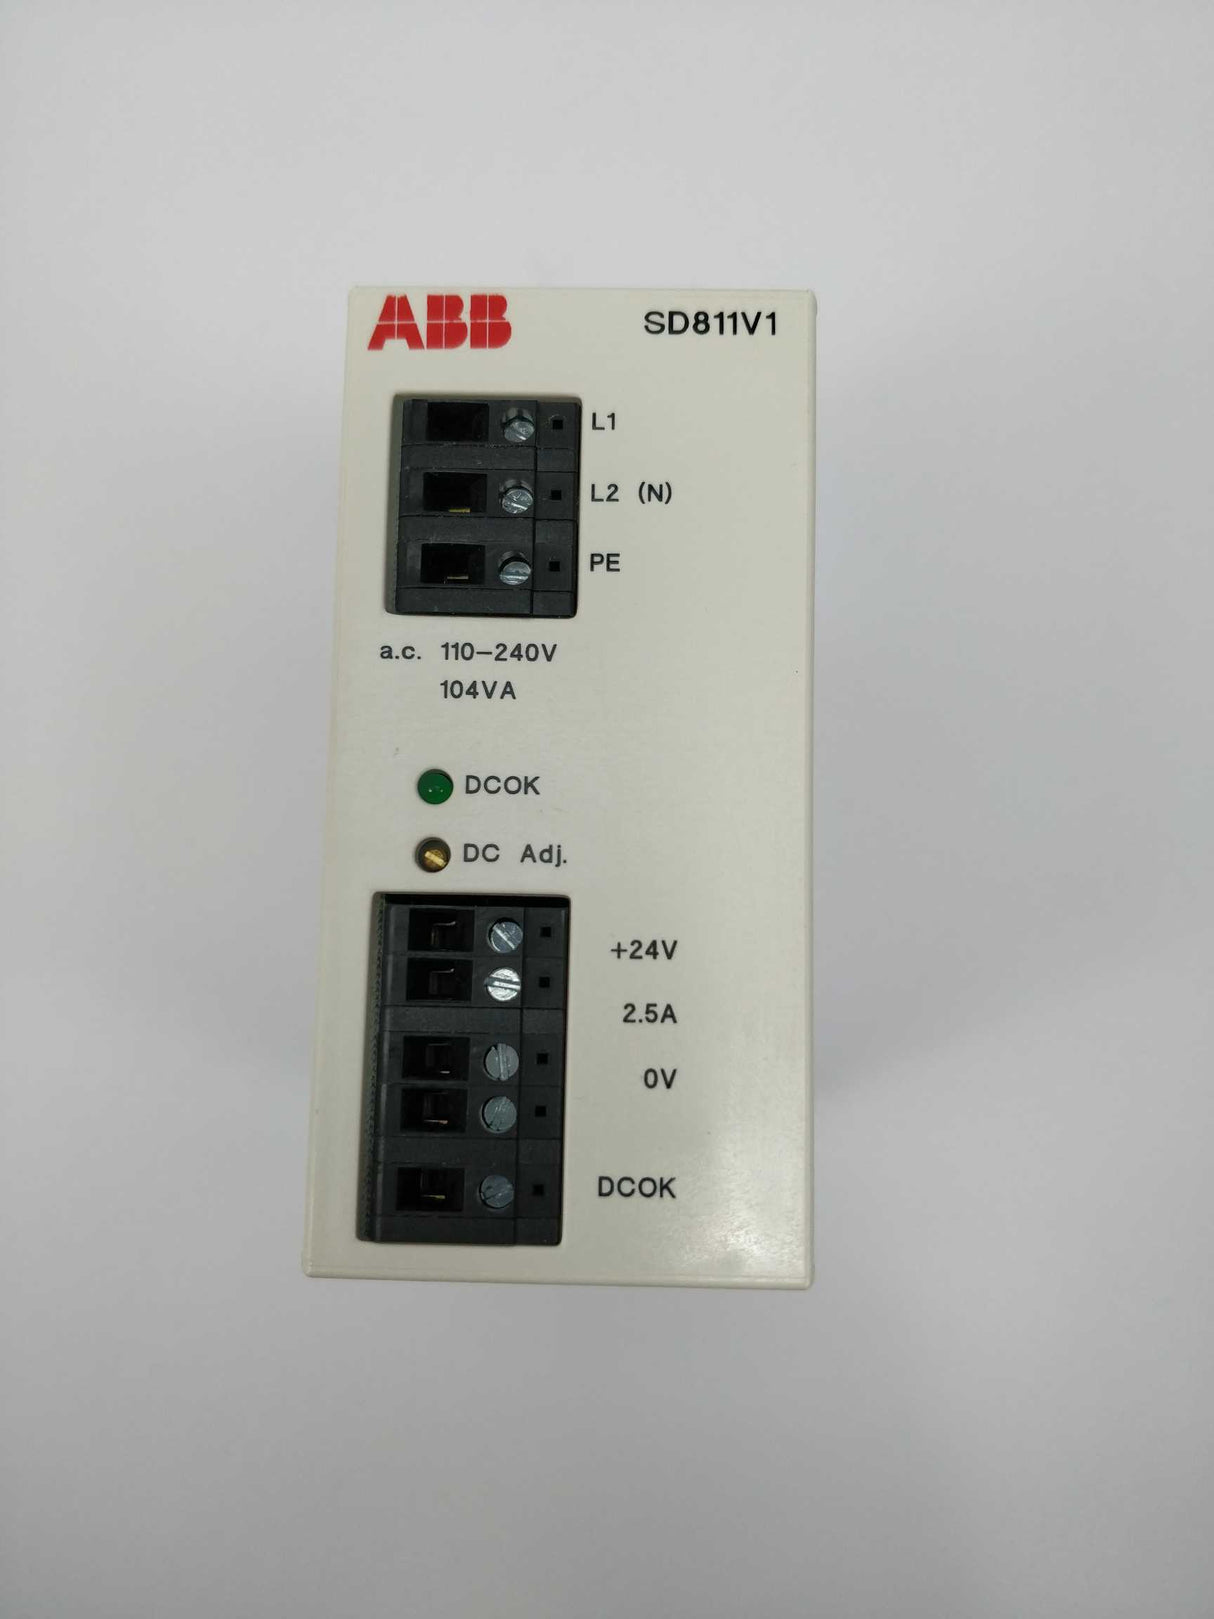 ABB SD811V1
L1
L2 (N)
PE
a.c. 110-240V
104VA
DCOK
DC Adj.
+24V
2.5A
0V
DCOK